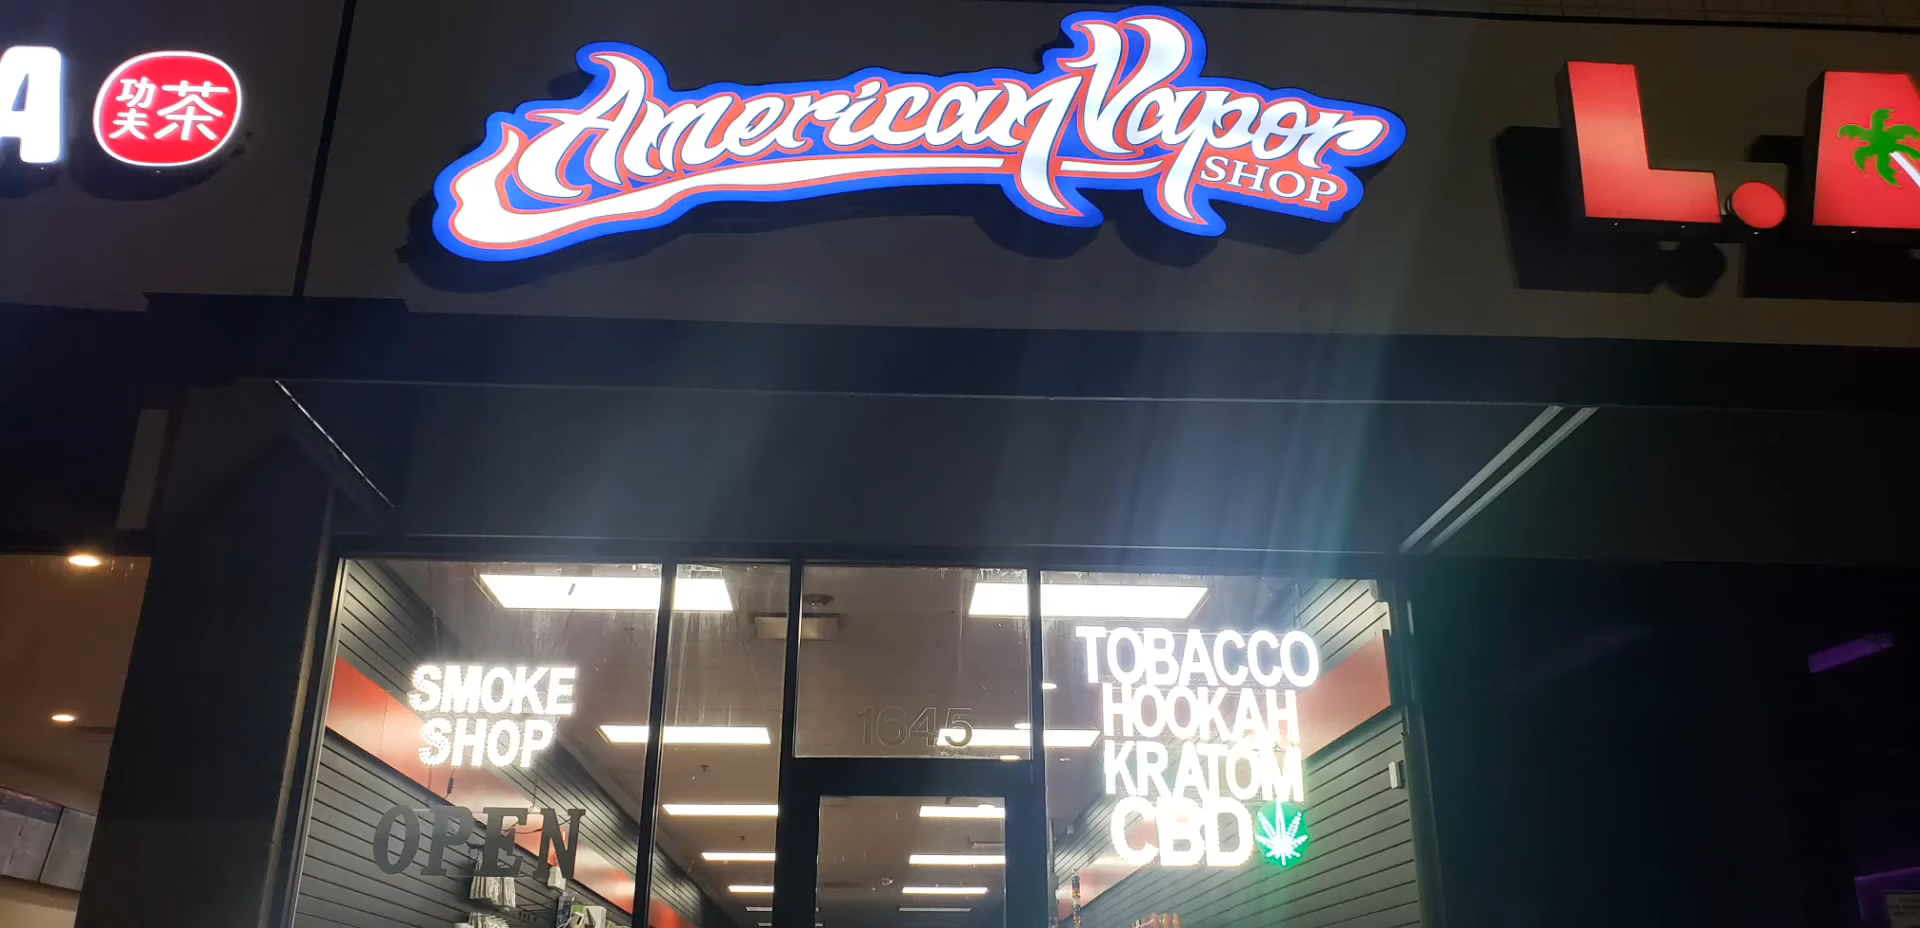 A
功夫
茶
American Vapor
SHOP
L.A
SMOKE
SHOP
OPEN
1645
TOBACCO
HOOKAH
KRATOM
CBD